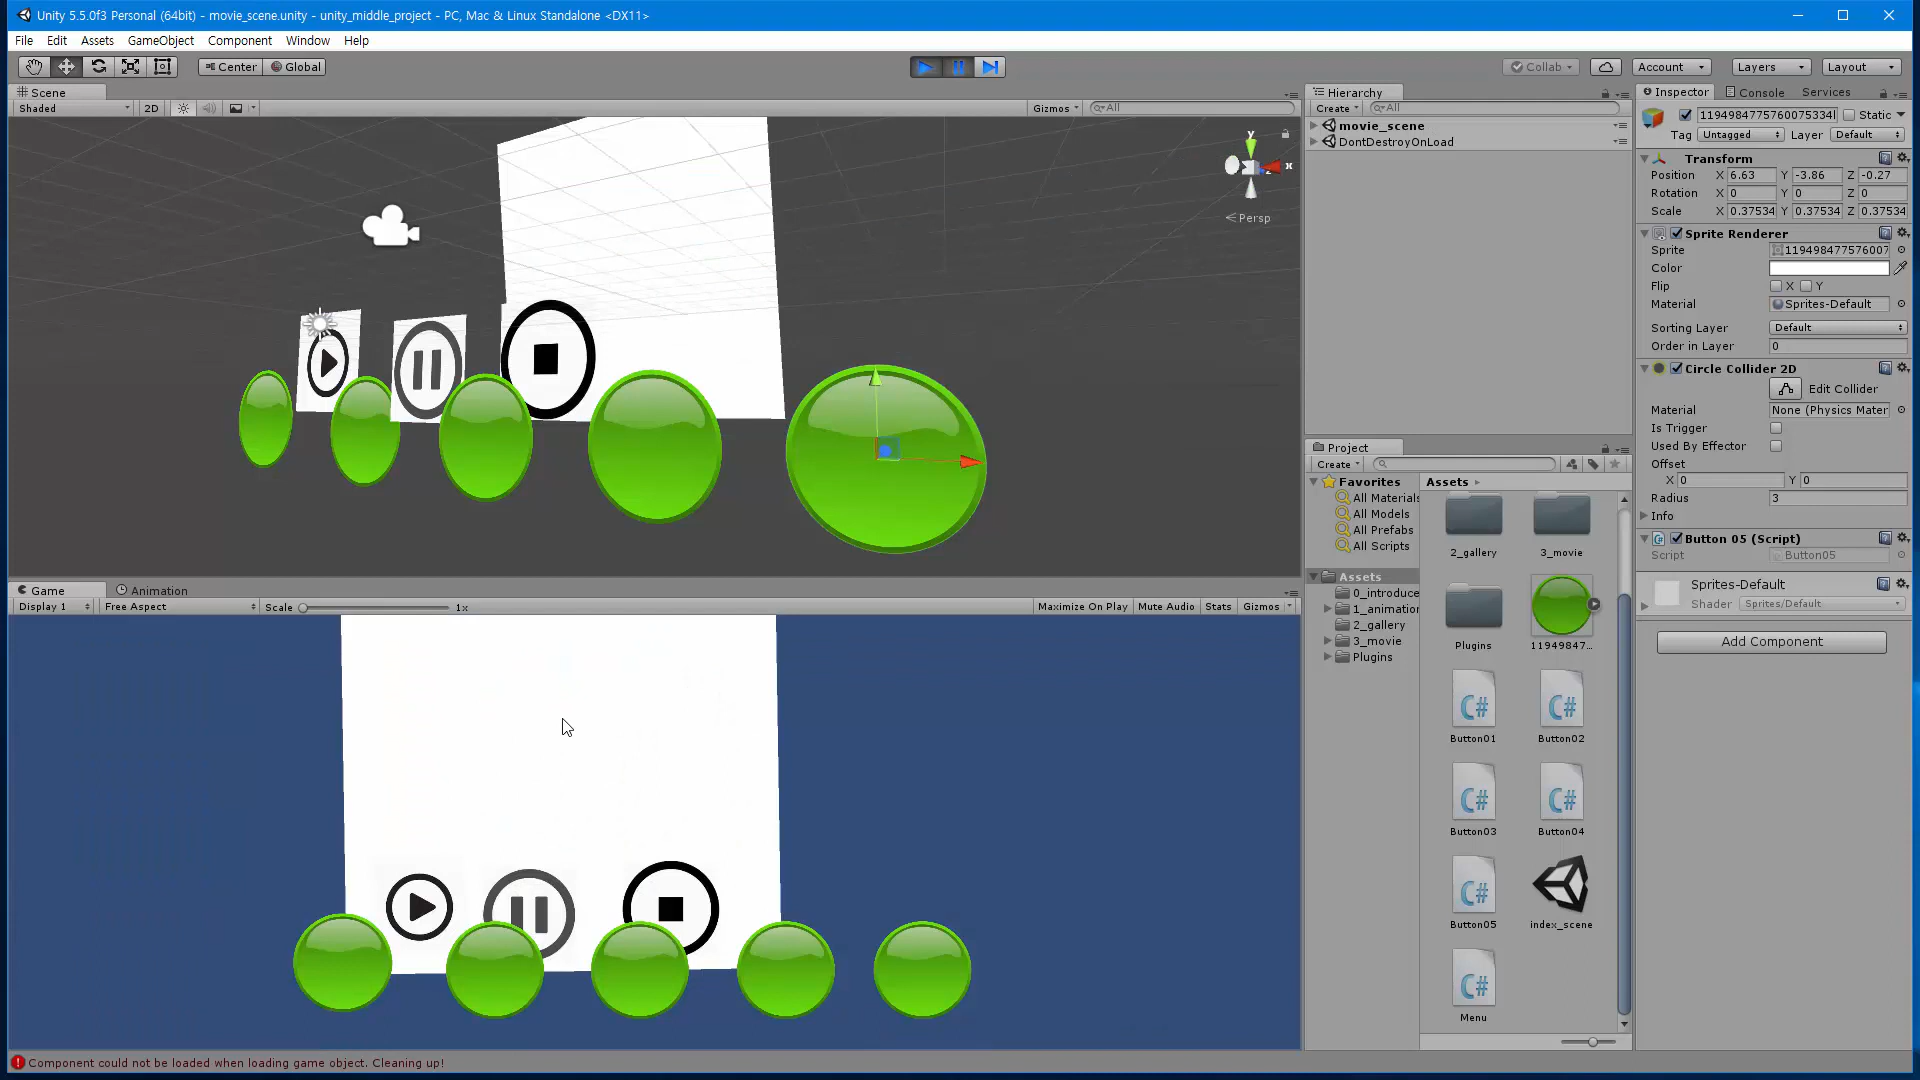 Unity 5.5.0f3 Personal (64bit) - movie_scene.unity - unity_middle_project - PC, Mac & Linux Standalone <DX11>
File Edit Assets GameObject Component Window Help
Center Global Collab Account Layers Layout
Scene
Shaded 2D Gizmos All
y
x
Persp
Game Animation
Display 1 Free Aspect Scale 1x Maximize On Play Mute Audio Stats Gizmos
Component could not be loaded when loading game object. Cleaning up!
Hierarchy
Create All
movie_scene
DontDestroyOnLoad
Project
Create
Favorites
All Materials
All Models
All Prefabs
All Scripts
Assets
0_introduce
1_animation
2_gallery
3_movie
Plugins
Assets
2_gallery 3_movie
Plugins 11949847...
C# C#
Button01 Button02
C# C#
Button03 Button04
C#
Button05 index_scene
C#
Menu
Inspector Console Services
Static
Tag Untagged Layer Default
Transform
Position X 6.63 Y -3.86 Z -0.27
Rotation X 0 Y 0 Z 0
Scale X 0.37534 Y 0.37534 Z 0.37534
Sprite Renderer
Sprite 119498477576007
Color
Flip X Y
Material Sprites-Default
Sorting Layer Default
Order in Layer 0
Circle Collider 2D
Edit Collider
Material None (Physics Mater
Is Trigger
Used By Effector
Offset
X 0 Y 0
Radius 3
Info
Button 05 (Script)
Script Button05
Sprites-Default
Shader Sprites/Default
Add Component